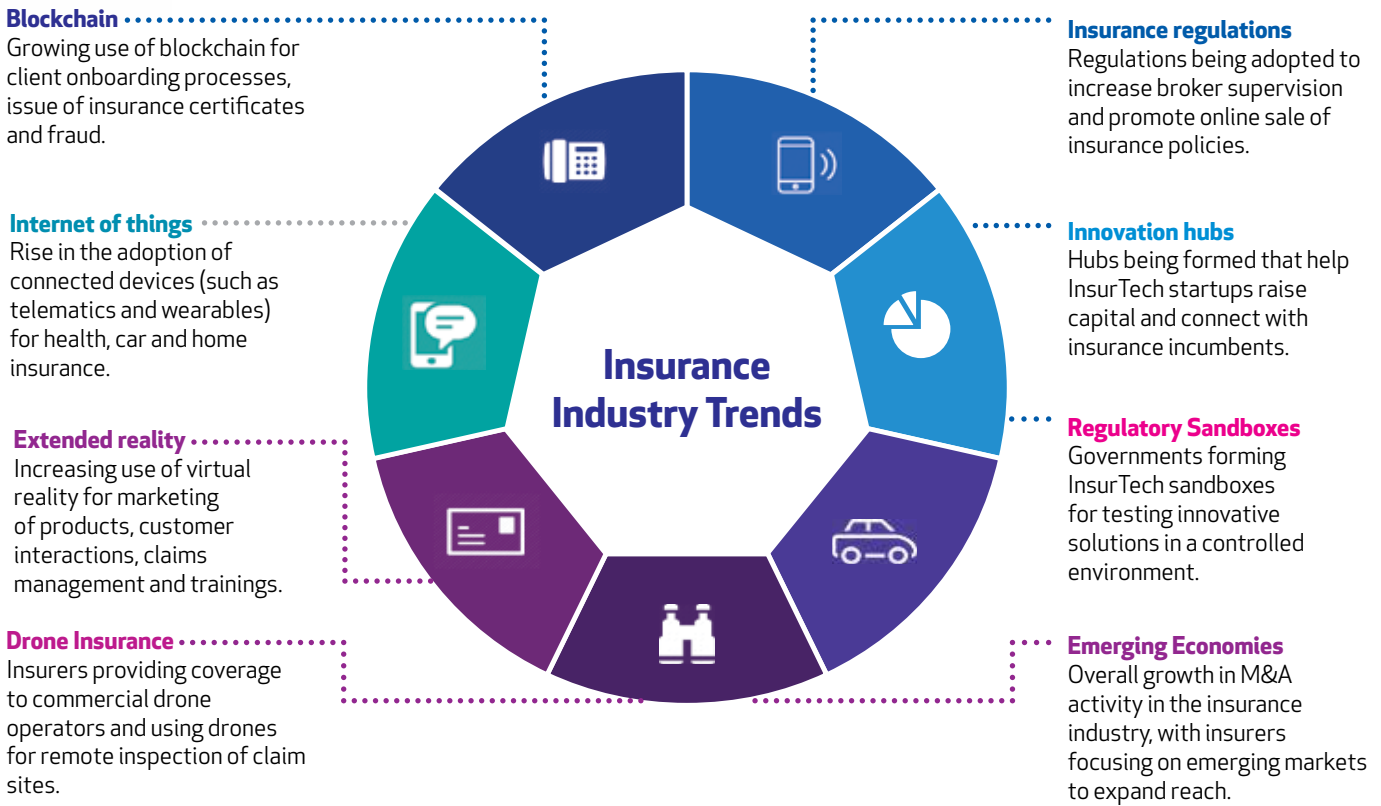 Blockchain
Growing use of blockchain for
client onboarding processes,
issue of insurance certificates
and fraud.
Internet of things
Rise in the adoption of
connected devices (such as
telematics and wearables)
for health, car and home
insurance.
Extended reality
Increasing use of virtual
reality for marketing
of products, customer
interactions, claims
management and trainings.
Drone Insurance
Insurers providing coverage
to commercial drone
operators and using drones
for remote inspection of claim
sites.
Insurance
Industry Trends
Insurance regulations
Regulations being adopted to
increase broker supervision
and promote online sale of
insurance policies.
Innovation hubs
Hubs being formed that help
InsurTech startups raise
capital and connect with
insurance incumbents.
Regulatory Sandboxes
Governments forming
InsurTech sandboxes
for testing innovative
solutions in a controlled
environment.
Emerging Economies
Overall growth in M&A
activity in the insurance
industry, with insurers
focusing on emerging markets
to expand reach.